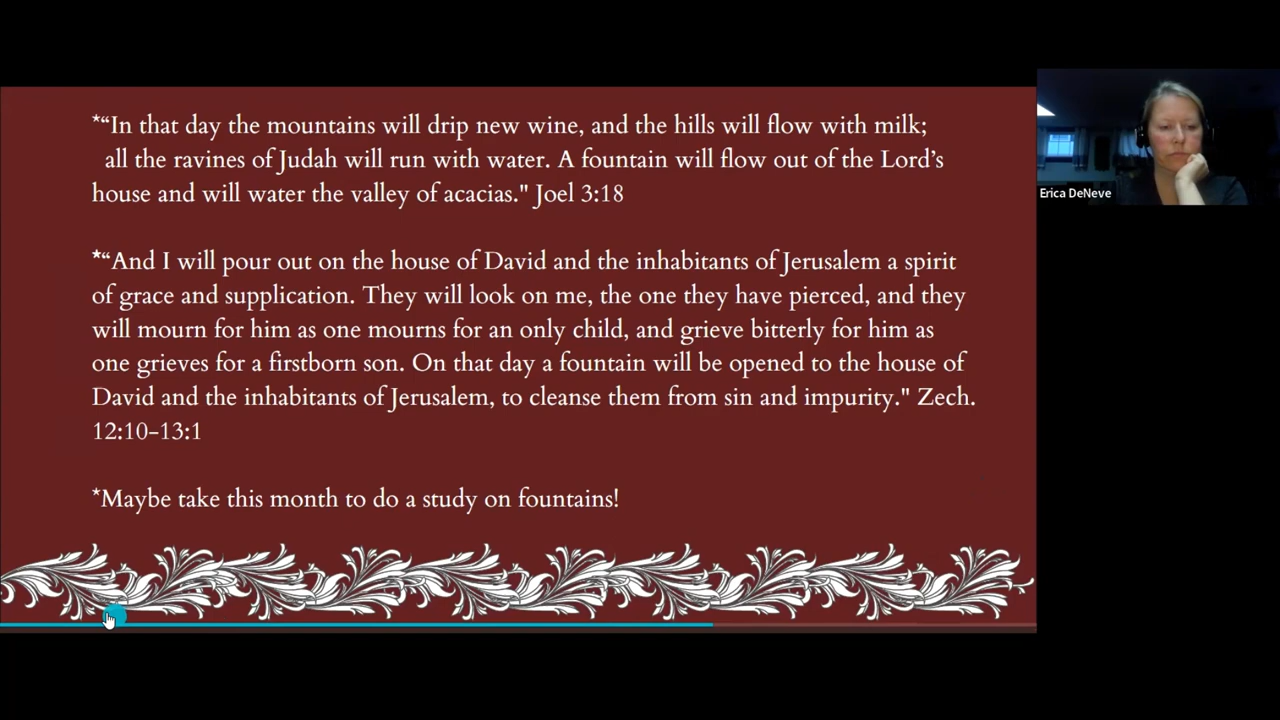 *“In that day the mountains will drip new wine, and the hills will flow with milk;
all the ravines of Judah will run with water. A fountain will flow out of the Lord’s
house and will water the valley of acacias." Joel 3:18
*“And I will pour out on the house of David and the inhabitants of Jerusalem a spirit
of grace and supplication. They will look on me, the one they have pierced, and they
will mourn for him as one mourns for an only child, and grieve bitterly for him as
one grieves for a firstborn son. On that day a fountain will be opened to the house of
David and the inhabitants of Jerusalem, to cleanse them from sin and impurity." Zech.
12:10-13:1
*Maybe take this month to do a study on fountains!
Erica DeNeve